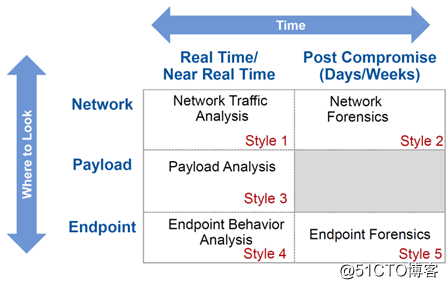 Time
Real Time/
Near Real Time
Post Compromise
(Days/Weeks)
Where to Look
Network
Network Traffic
Analysis
Style 1
Network
Forensics
Style 2
Payload
Payload Analysis
Style 3
Endpoint
Endpoint Behavior
Analysis
Style 4
Endpoint Forensics
Style 5
@51CTO博客